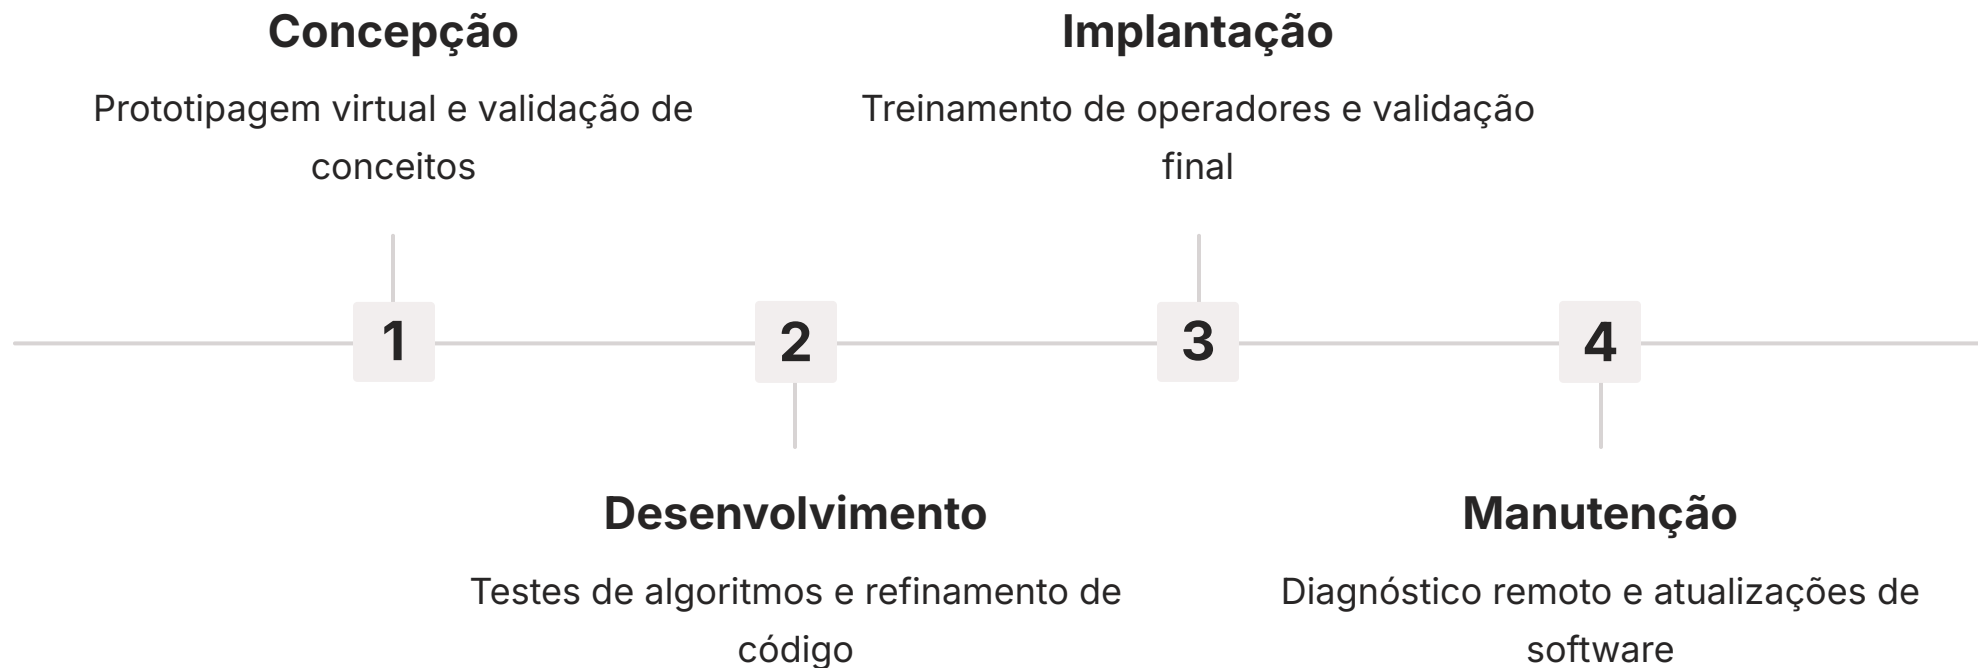 Concepção
Prototipagem virtual e validação de
conceitos
1
2
Desenvolvimento
Testes de algoritmos e refinamento de
código
Implantação
Treinamento de operadores e validação
final
3
4
Manutenção
Diagnóstico remoto e atualizações de
software